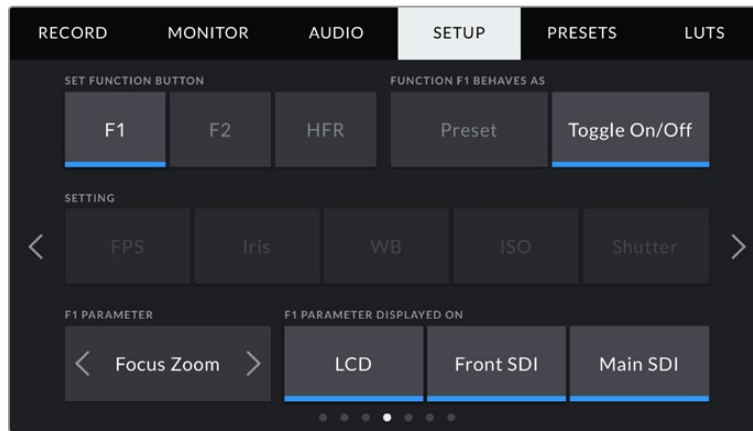 RECORD MONITOR AUDIO SETUP PRESETS LUTS
SET FUNCTION BUTTON FUNCTION F1 BEHAVES AS
F1 F2 HFR Preset Toggle On/Off
SETTING
FPS Iris WB ISO Shutter
F1 PARAMETER F1 PARAMETER DISPLAYED ON
Focus Zoom LCD Front SDI Main SDI